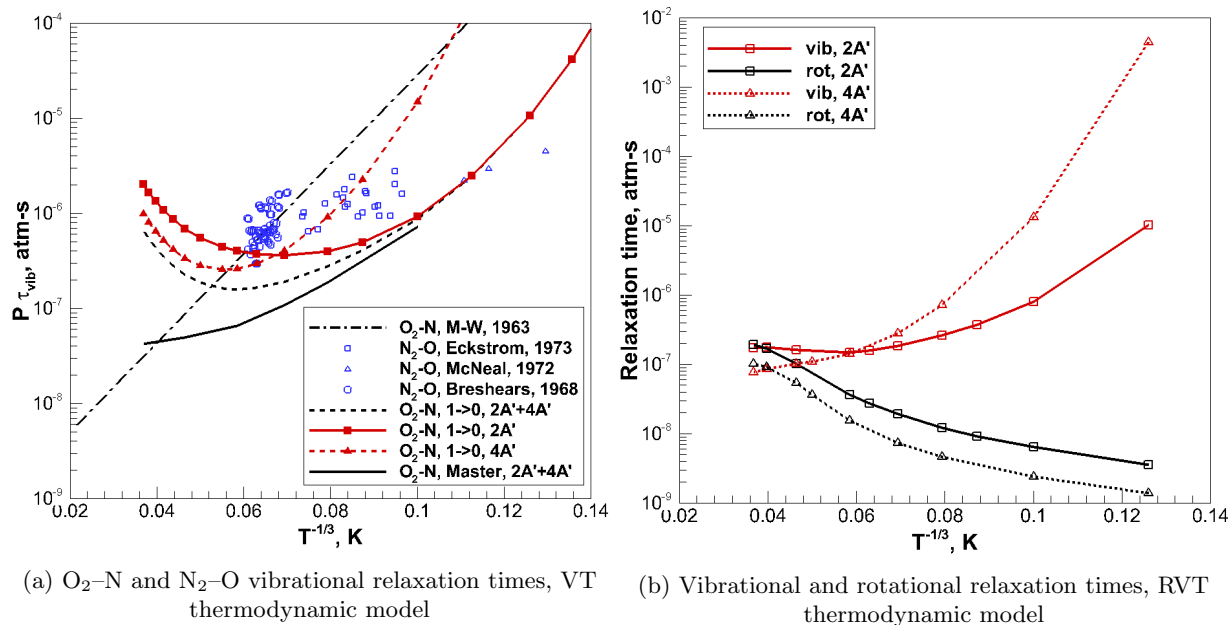 10⁻⁴
10⁻⁵
10⁻⁶
10⁻⁷
10⁻⁸
10⁻⁹
P τvib, atm-s
O₂-N, M-W, 1963
N₂-O, Eckstrom, 1973
N₂-O, McNeal, 1972
N₂-O, Breshears, 1968
O₂-N, 1->0, 2A'+4A'
O₂-N, 1->0, 2A'
O₂-N, 1->0, 4A'
O₂-N, Master, 2A'+4A'
0.02 0.04 0.06 0.08 0.1 0.12 0.14
T⁻¹ᐟ³, K
(a) O₂–N and N₂–O vibrational relaxation times, VT
thermodynamic model
10⁻²
10⁻³
10⁻⁴
10⁻⁵
10⁻⁶
10⁻⁷
10⁻⁸
10⁻⁹
Relaxation time, atm-s
vib, 2A'
rot, 2A'
vib, 4A'
rot, 4A'
0.02 0.04 0.06 0.08 0.1 0.12 0.14
T⁻¹ᐟ³, K
(b) Vibrational and rotational relaxation times, RVT
thermodynamic model